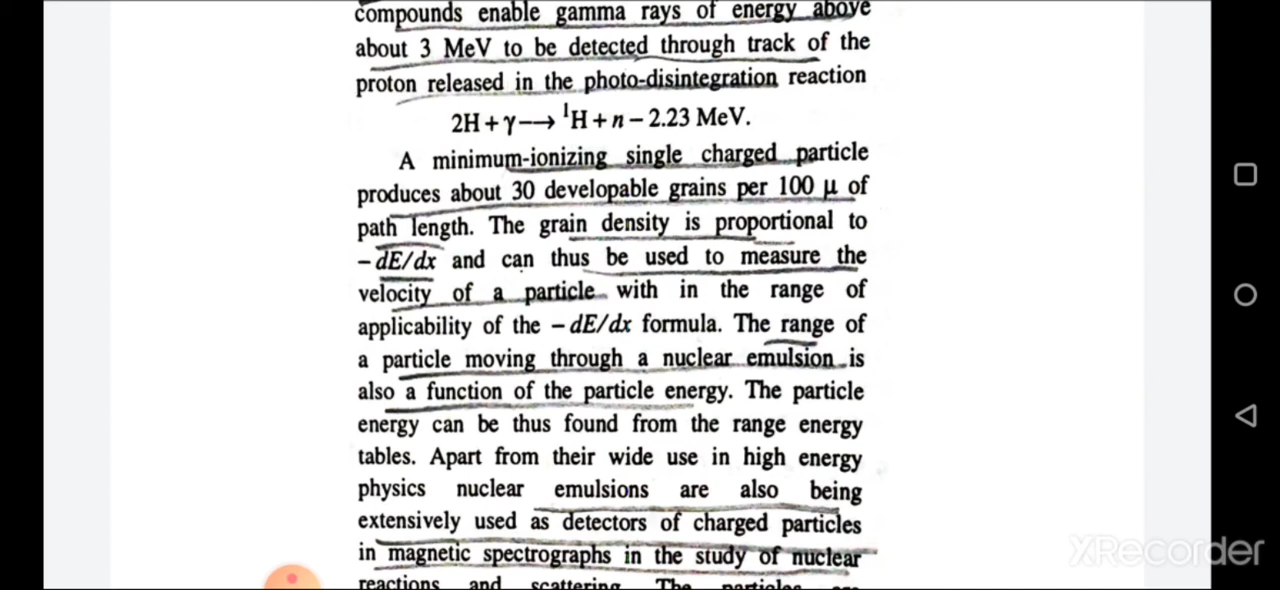 compounds enable gamma rays of energy above
about 3 MeV to be detected through track of the
proton released in the photo-disintegration reaction
2H + γ ⟶ ¹H + n – 2.23 MeV.
A minimum-ionizing single charged particle
produces about 30 developable grains per 100 μ of
path length. The grain density is proportional to
– dE/dx and can thus be used to measure the
velocity of a particle with in the range of
applicability of the – dE/dx formula. The range of
a particle moving through a nuclear emulsion is
also a function of the particle energy. The particle
energy can be thus found from the range energy
tables. Apart from their wide use in high energy
physics nuclear emulsions are also being
extensively used as detectors of charged particles
in magnetic spectrographs in the study of nuclear
reactions and scattering. The particles are
XRecorder